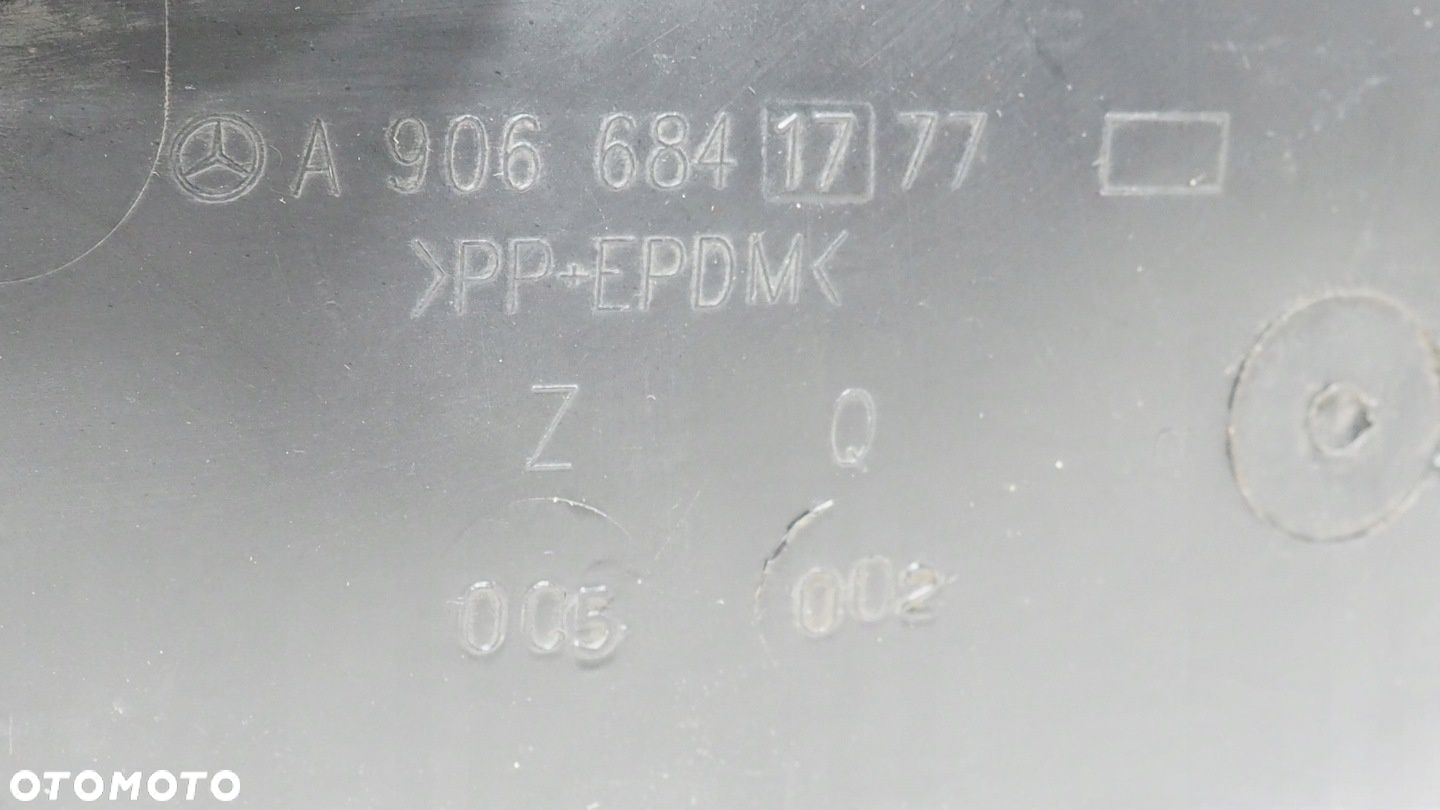 A 906 684 17 77
>PP+EPDM<
Z Q
005 002
OTOMOTO